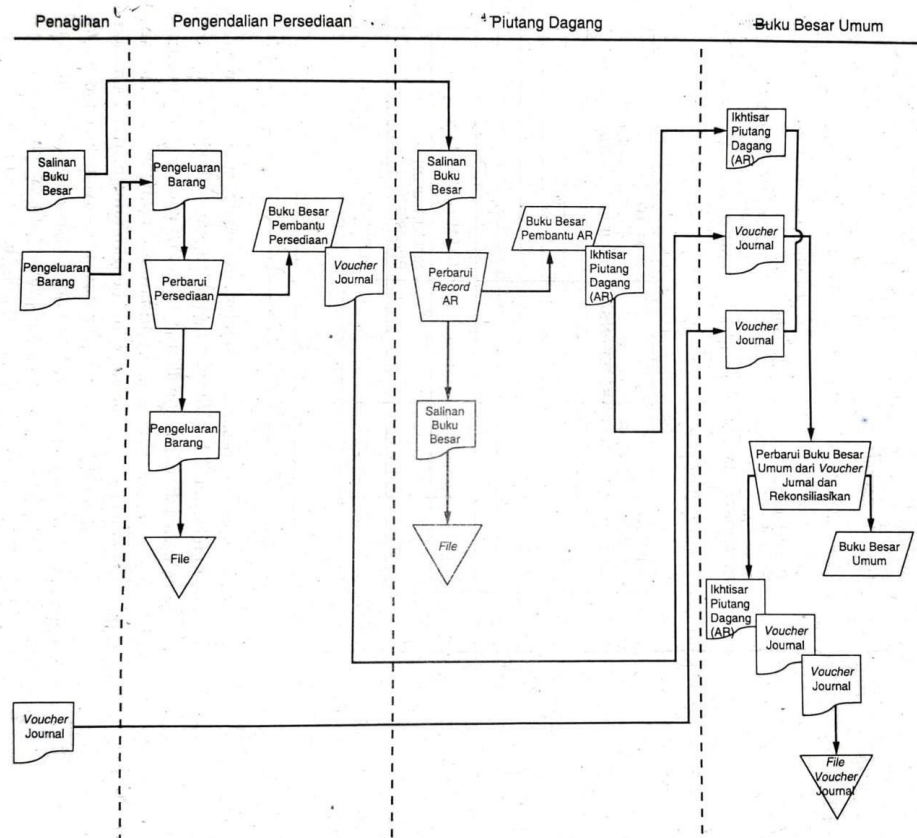 Penagihan
Pengendalian Persediaan
Piutang Dagang
Buku Besar Umum
Salinan
Buku
Besar
Pengeluaran
Barang
Pengeluaran
Barang
Perbarui
Persediaan
Buku Besar
Pembantu
Persediaan
Voucher
Journal
Pengeluaran
Barang
File
Voucher
Journal
Salinan
Buku
Besar
Perbarui
Record
AR
Buku Besar
Pembantu AR
Ikhtisar
Piutang
Dagang
(AR)
Salinan
Buku
Besar
File
Ikhtisar
Piutang
Dagang
(AR)
Voucher
Journal
Voucher
Journal
Perbarui Buku Besar
Umum dari Voucher
Jurnal dan
Rekonsiliasikan
Buku Besar
Umum
Ikhtisar
Piutang
Dagang
(AR)
Voucher
Journal
Voucher
Journal
File
Voucher
Journal